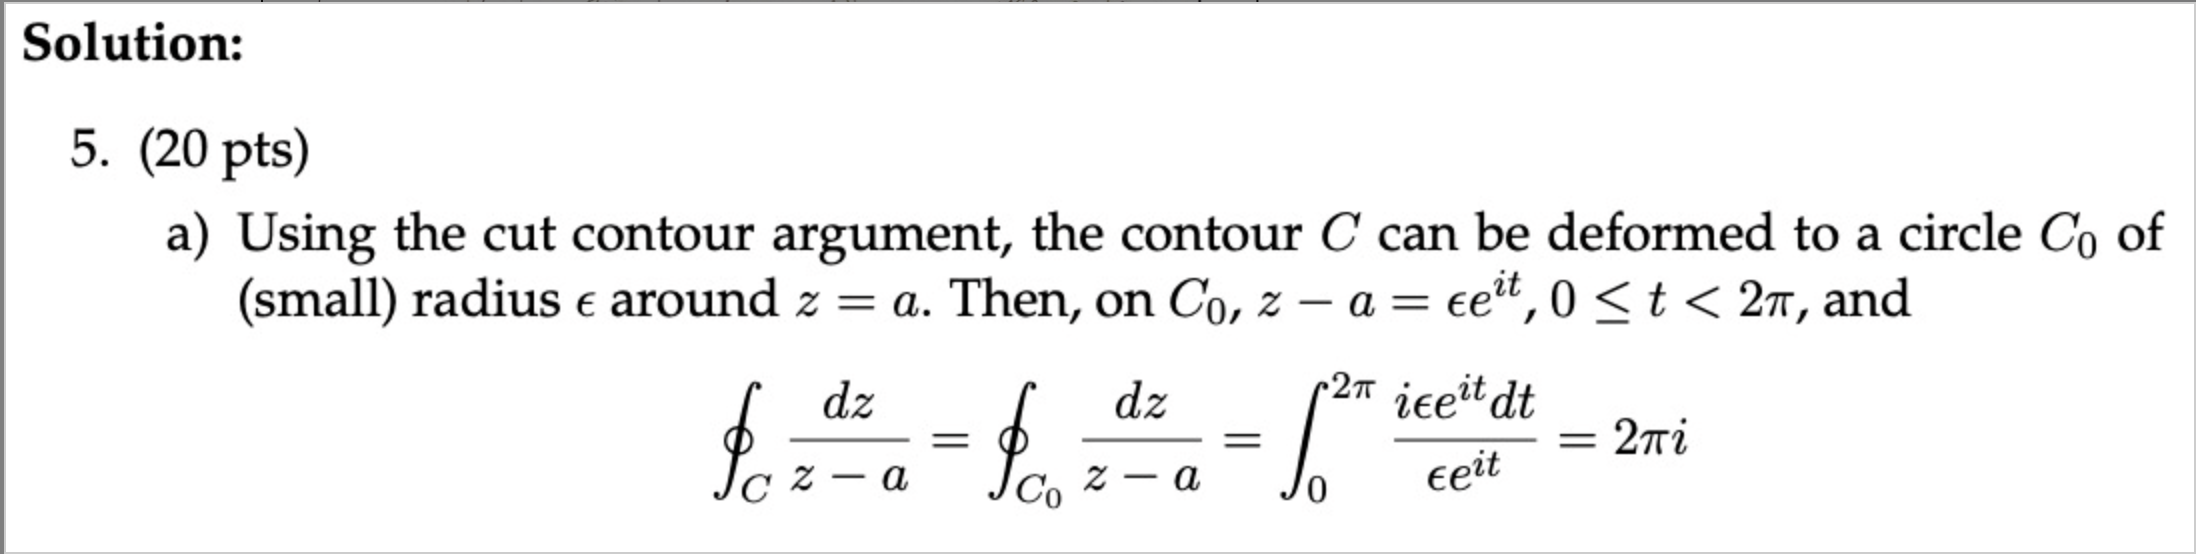 Solution:
5. (20 pts)
a) Using the cut contour argument, the contour C can be deformed to a circle C₀ of
(small) radius ϵ around z = a. Then, on C₀, z − a = ϵe^{it}, 0 ≤ t < 2π, and
∮_C dz/(z − a) = ∮_{C₀} dz/(z − a) = ∫_0^{2π} iϵe^{it}dt/ϵe^{it} = 2πi